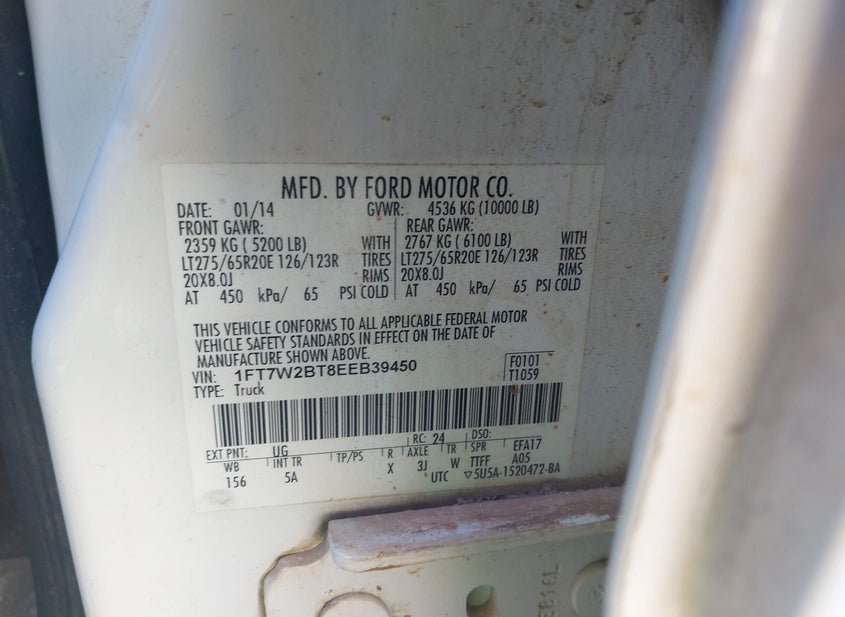 MFD. BY FORD MOTOR CO.
DATE: 01/14 GVWR: 4536 KG (10000 LB)
FRONT GAWR: REAR GAWR:
2359 KG ( 5200 LB) WITH 2767 KG ( 6100 LB) WITH
LT275/65R20E 126/123R TIRES LT275/65R20E 126/123R TIRES
20X8.0J RIMS 20X8.0J RIMS
AT 450 kPa/ 65 PSI COLD AT 450 kPa/ 65 PSI COLD
THIS VEHICLE CONFORMS TO ALL APPLICABLE FEDERAL MOTOR
VEHICLE SAFETY STANDARDS IN EFFECT ON THE DATE OF
MANUFACTURE SHOWN ABOVE.
VIN: 1FT7W2BT8EEB39450 F0101
TYPE: Truck T1059
EXT PNT: UG RC: 24 DSO:
WB INT TR TP/PS R AXLE TR SPR EFA17
156 5A X 3J W TTFF A05
UTC ▽5U5A-1520472-BA